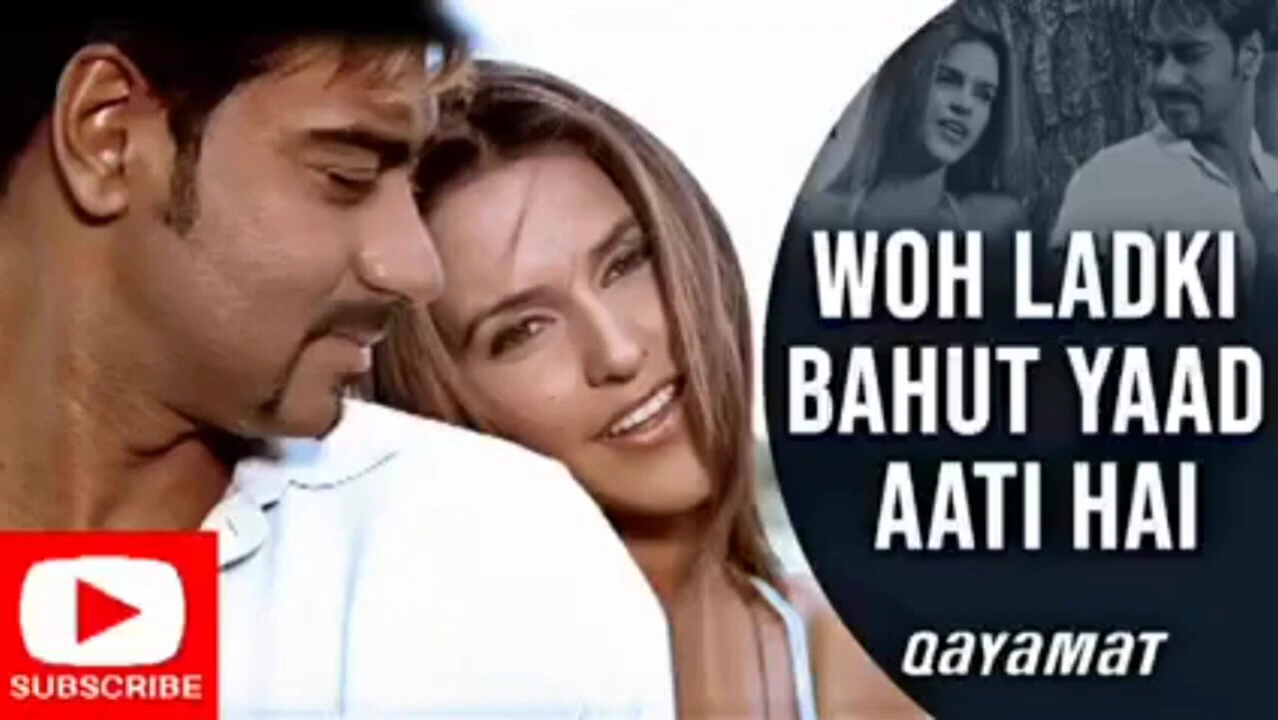 WOH LADKI
BAHUT YAAD
AATI HAI
QAYAMAT
SUBSCRIBE